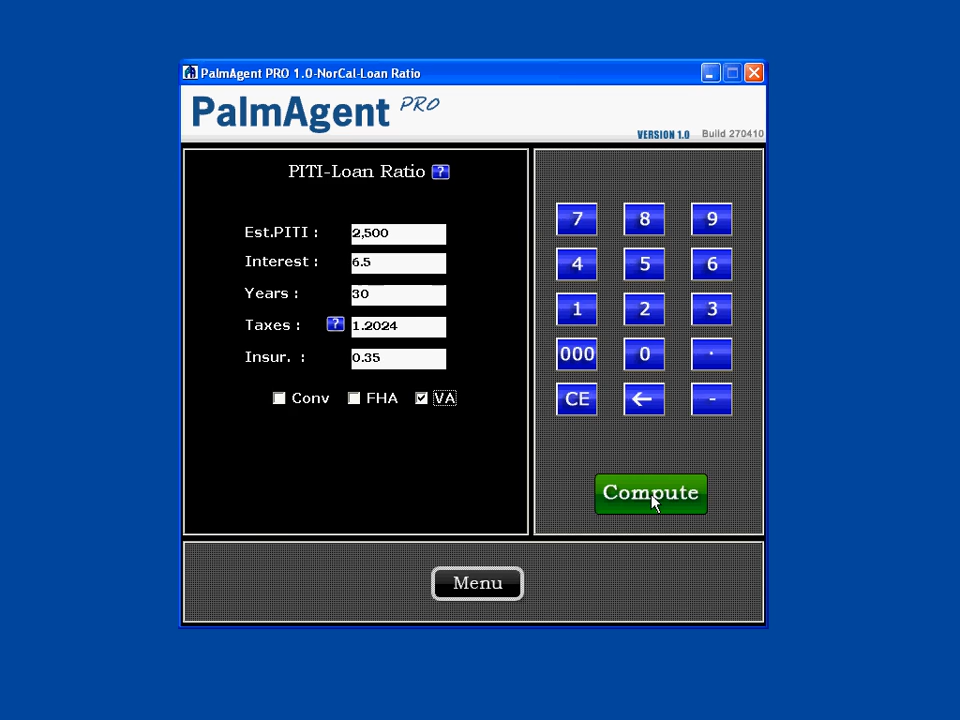 PalmAgent PRO 1.0-NorCal-Loan Ratio
PalmAgent PRO
VERSION 1.0 Build 270410
PITI-Loan Ratio ?
Est.PITI : 2,500
Interest : 6.5
Years : 30
Taxes : ? 1.2024
Insur. : 0.35
Conv FHA VA
7 8 9
4 5 6
1 2 3
000 0 .
CE ← -
Compute
Menu